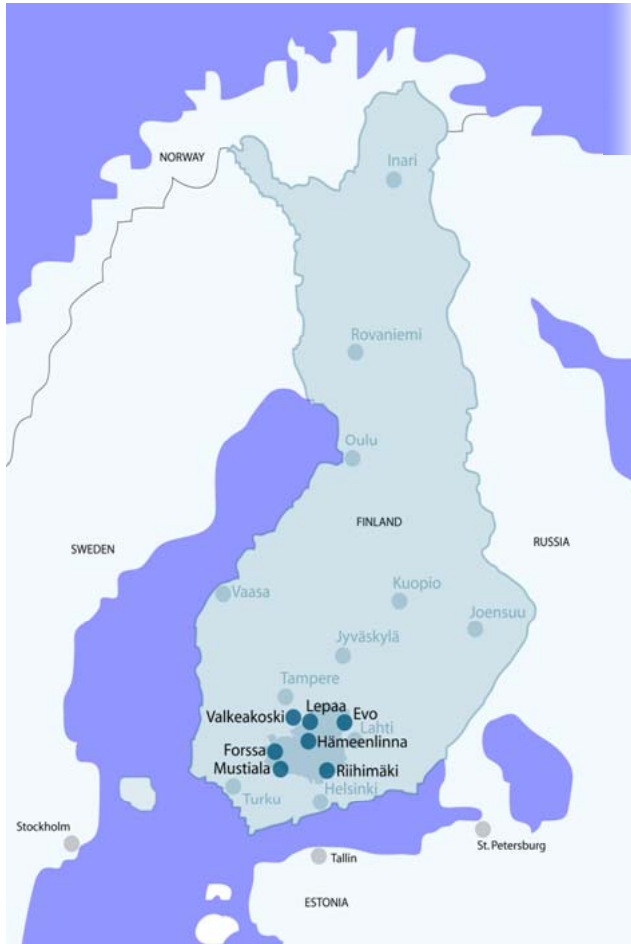 NORWAY
Inari
Rovaniemi
Oulu
FINLAND
SWEDEN
RUSSIA
Vaasa
Kuopio
Joensuu
Jyväskylä
Tampere
Lepaa
Valkeakoski
Evo
Lahti
Hämeenlinna
Forssa
Mustiala
Riihimäki
Turku
Helsinki
Stockholm
St. Petersburg
Tallin
ESTONIA